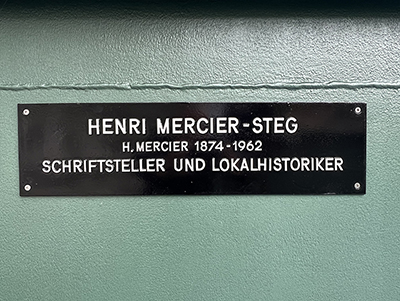 HENRI MERCIER-STEG
H. MERCIER 1874-1962
SCHRIFTSTELLER UND LOKALHISTORIKER